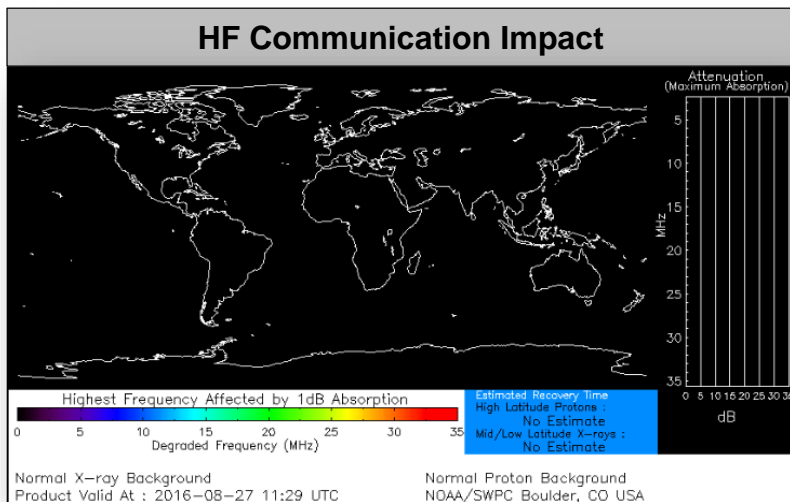 HF Communication Impact
Attenuation
(Maximum Absorption)
5
10
15
20
25
30
35
MHz
0 5 10 15 20 25 30 35
dB
Highest Frequency Affected by 1dB Absorption
0 5 10 15 20 25 30 35
Degraded Frequency (MHz)
Estimated Recovery Time
High Latitude Protons :
No Estimate
Mid/Low Latitude X-rays :
No Estimate
Normal X-ray Background
Product Valid At : 2016-08-27 11:29 UTC
Normal Proton Background
NOAA/SWPC Boulder, CO USA